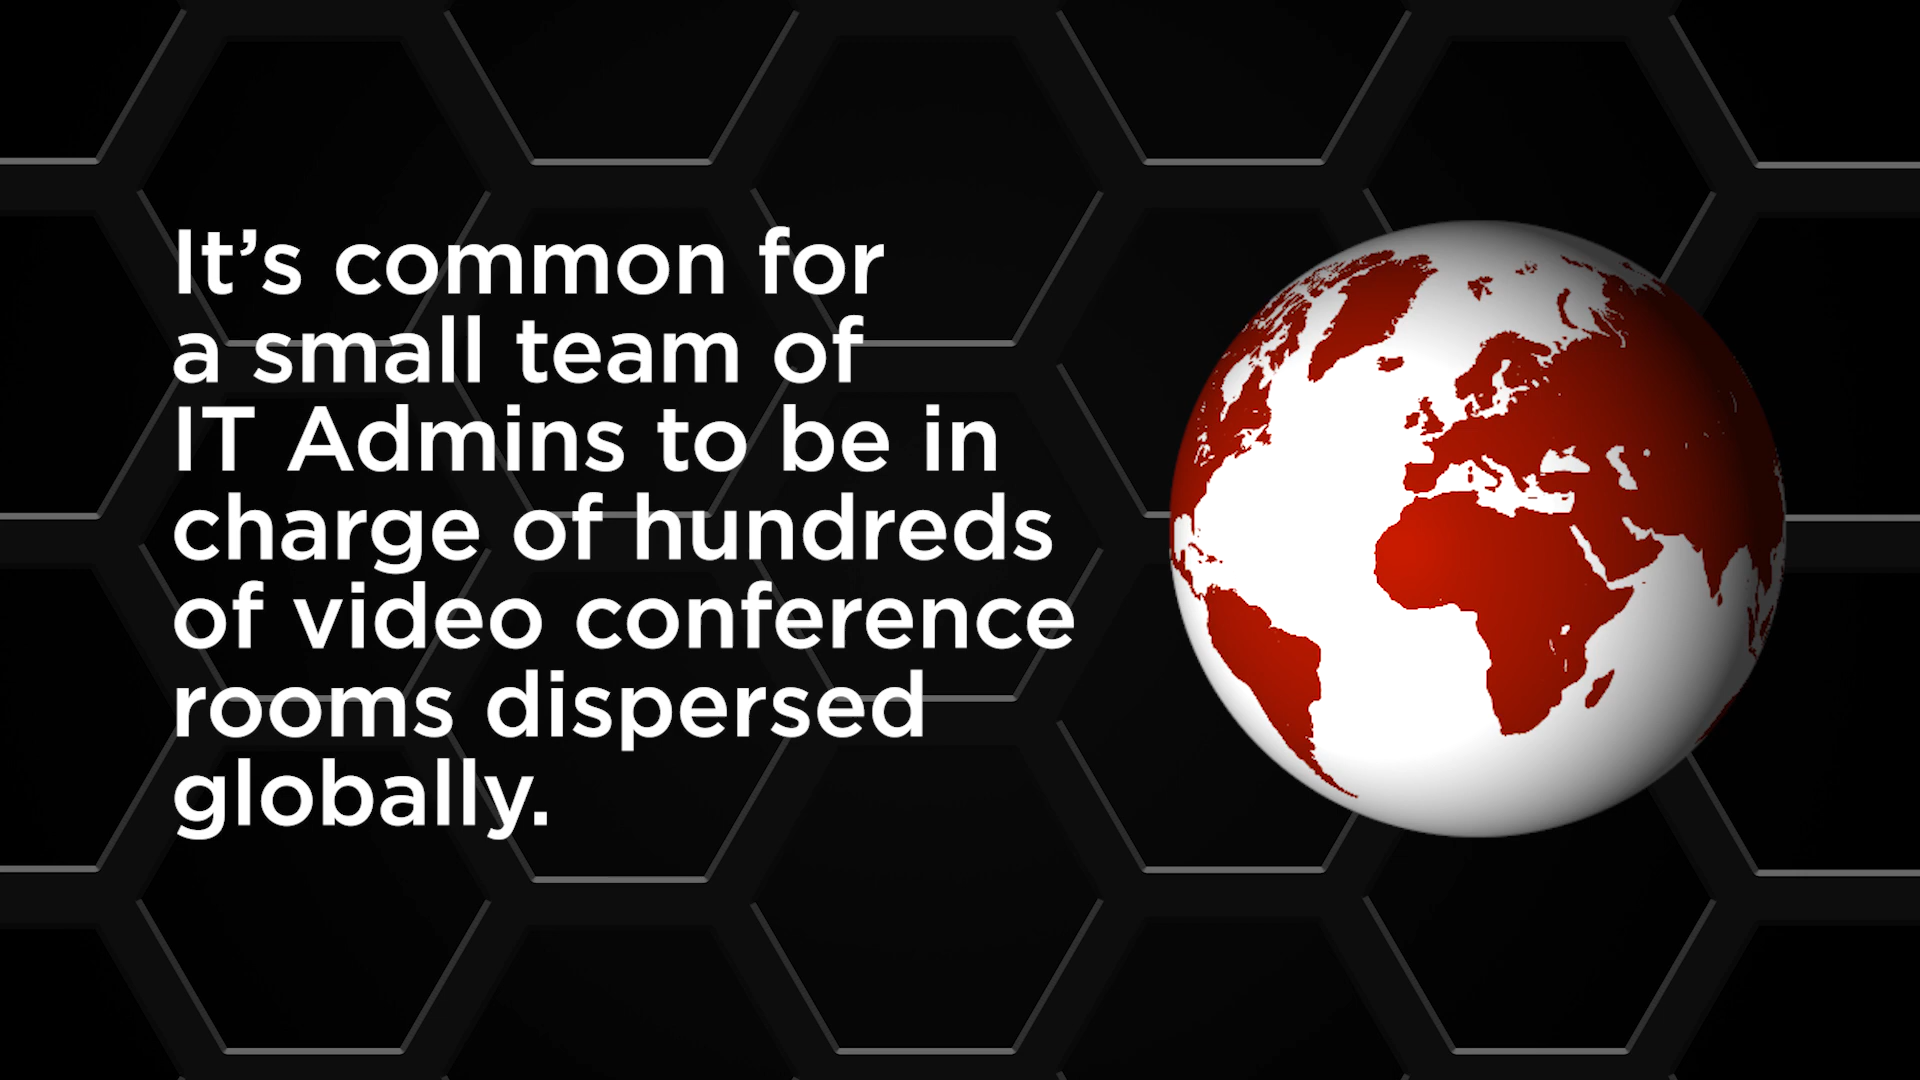 It’s common for
a small team of
IT Admins to be in
charge of hundreds
of video conference
rooms dispersed
globally.